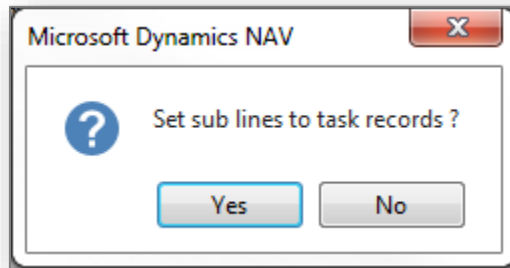 Microsoft Dynamics NAV
Set sub lines to task records ?
Yes
No